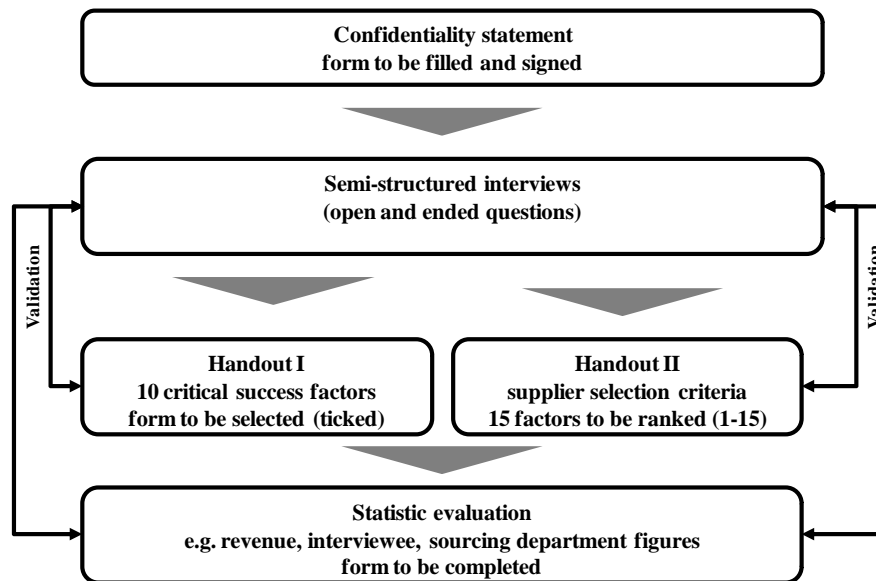 Confidentiality statement
form to be filled and signed
Semi-structured interviews
(open and ended questions)
Validation
Validation
Handout I
10 critical success factors
form to be selected (ticked)
Handout II
supplier selection criteria
15 factors to be ranked (1-15)
Statistic evaluation
e.g. revenue, interviewee, sourcing department figures
form to be completed